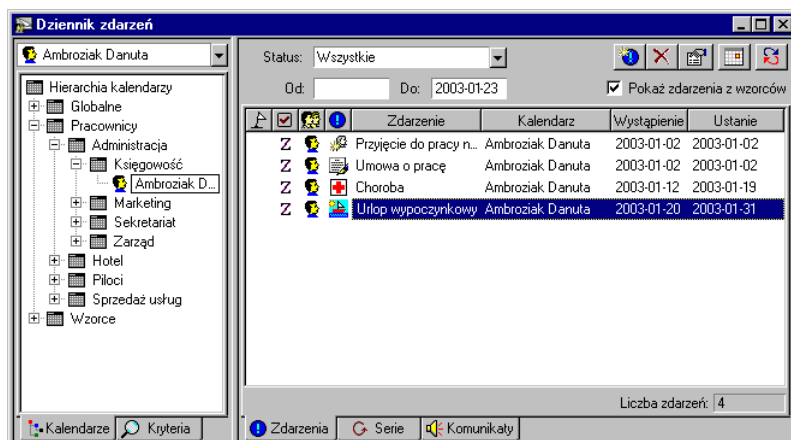 Dziennik zdarzeń
Ambroziak Danuta
Status: Wszystkie
Od: Do: 2003-01-23
Pokaż zdarzenia z wzorców
Hierarchia kalendarzy
Globalne
Pracownicy
Administracja
Księgowość
Ambroziak D...
Marketing
Sekretariat
Zarząd
Hotel
Piloci
Sprzedaż usług
Wzorce
Zdarzenie Kalendarz Wystąpienie Ustanie
Z Przyjęcie do pracy n... Ambroziak Danuta 2003-01-02 2003-01-02
Z Umowa o pracę Ambroziak Danuta 2003-01-02 2003-01-02
Z Choroba Ambroziak Danuta 2003-01-12 2003-01-19
Z Urlop wypoczynkowy Ambroziak Danuta 2003-01-20 2003-01-31
Liczba zdarzeń: 4
Kalendarze Kryteria
Zdarzenia Serie Komunikaty